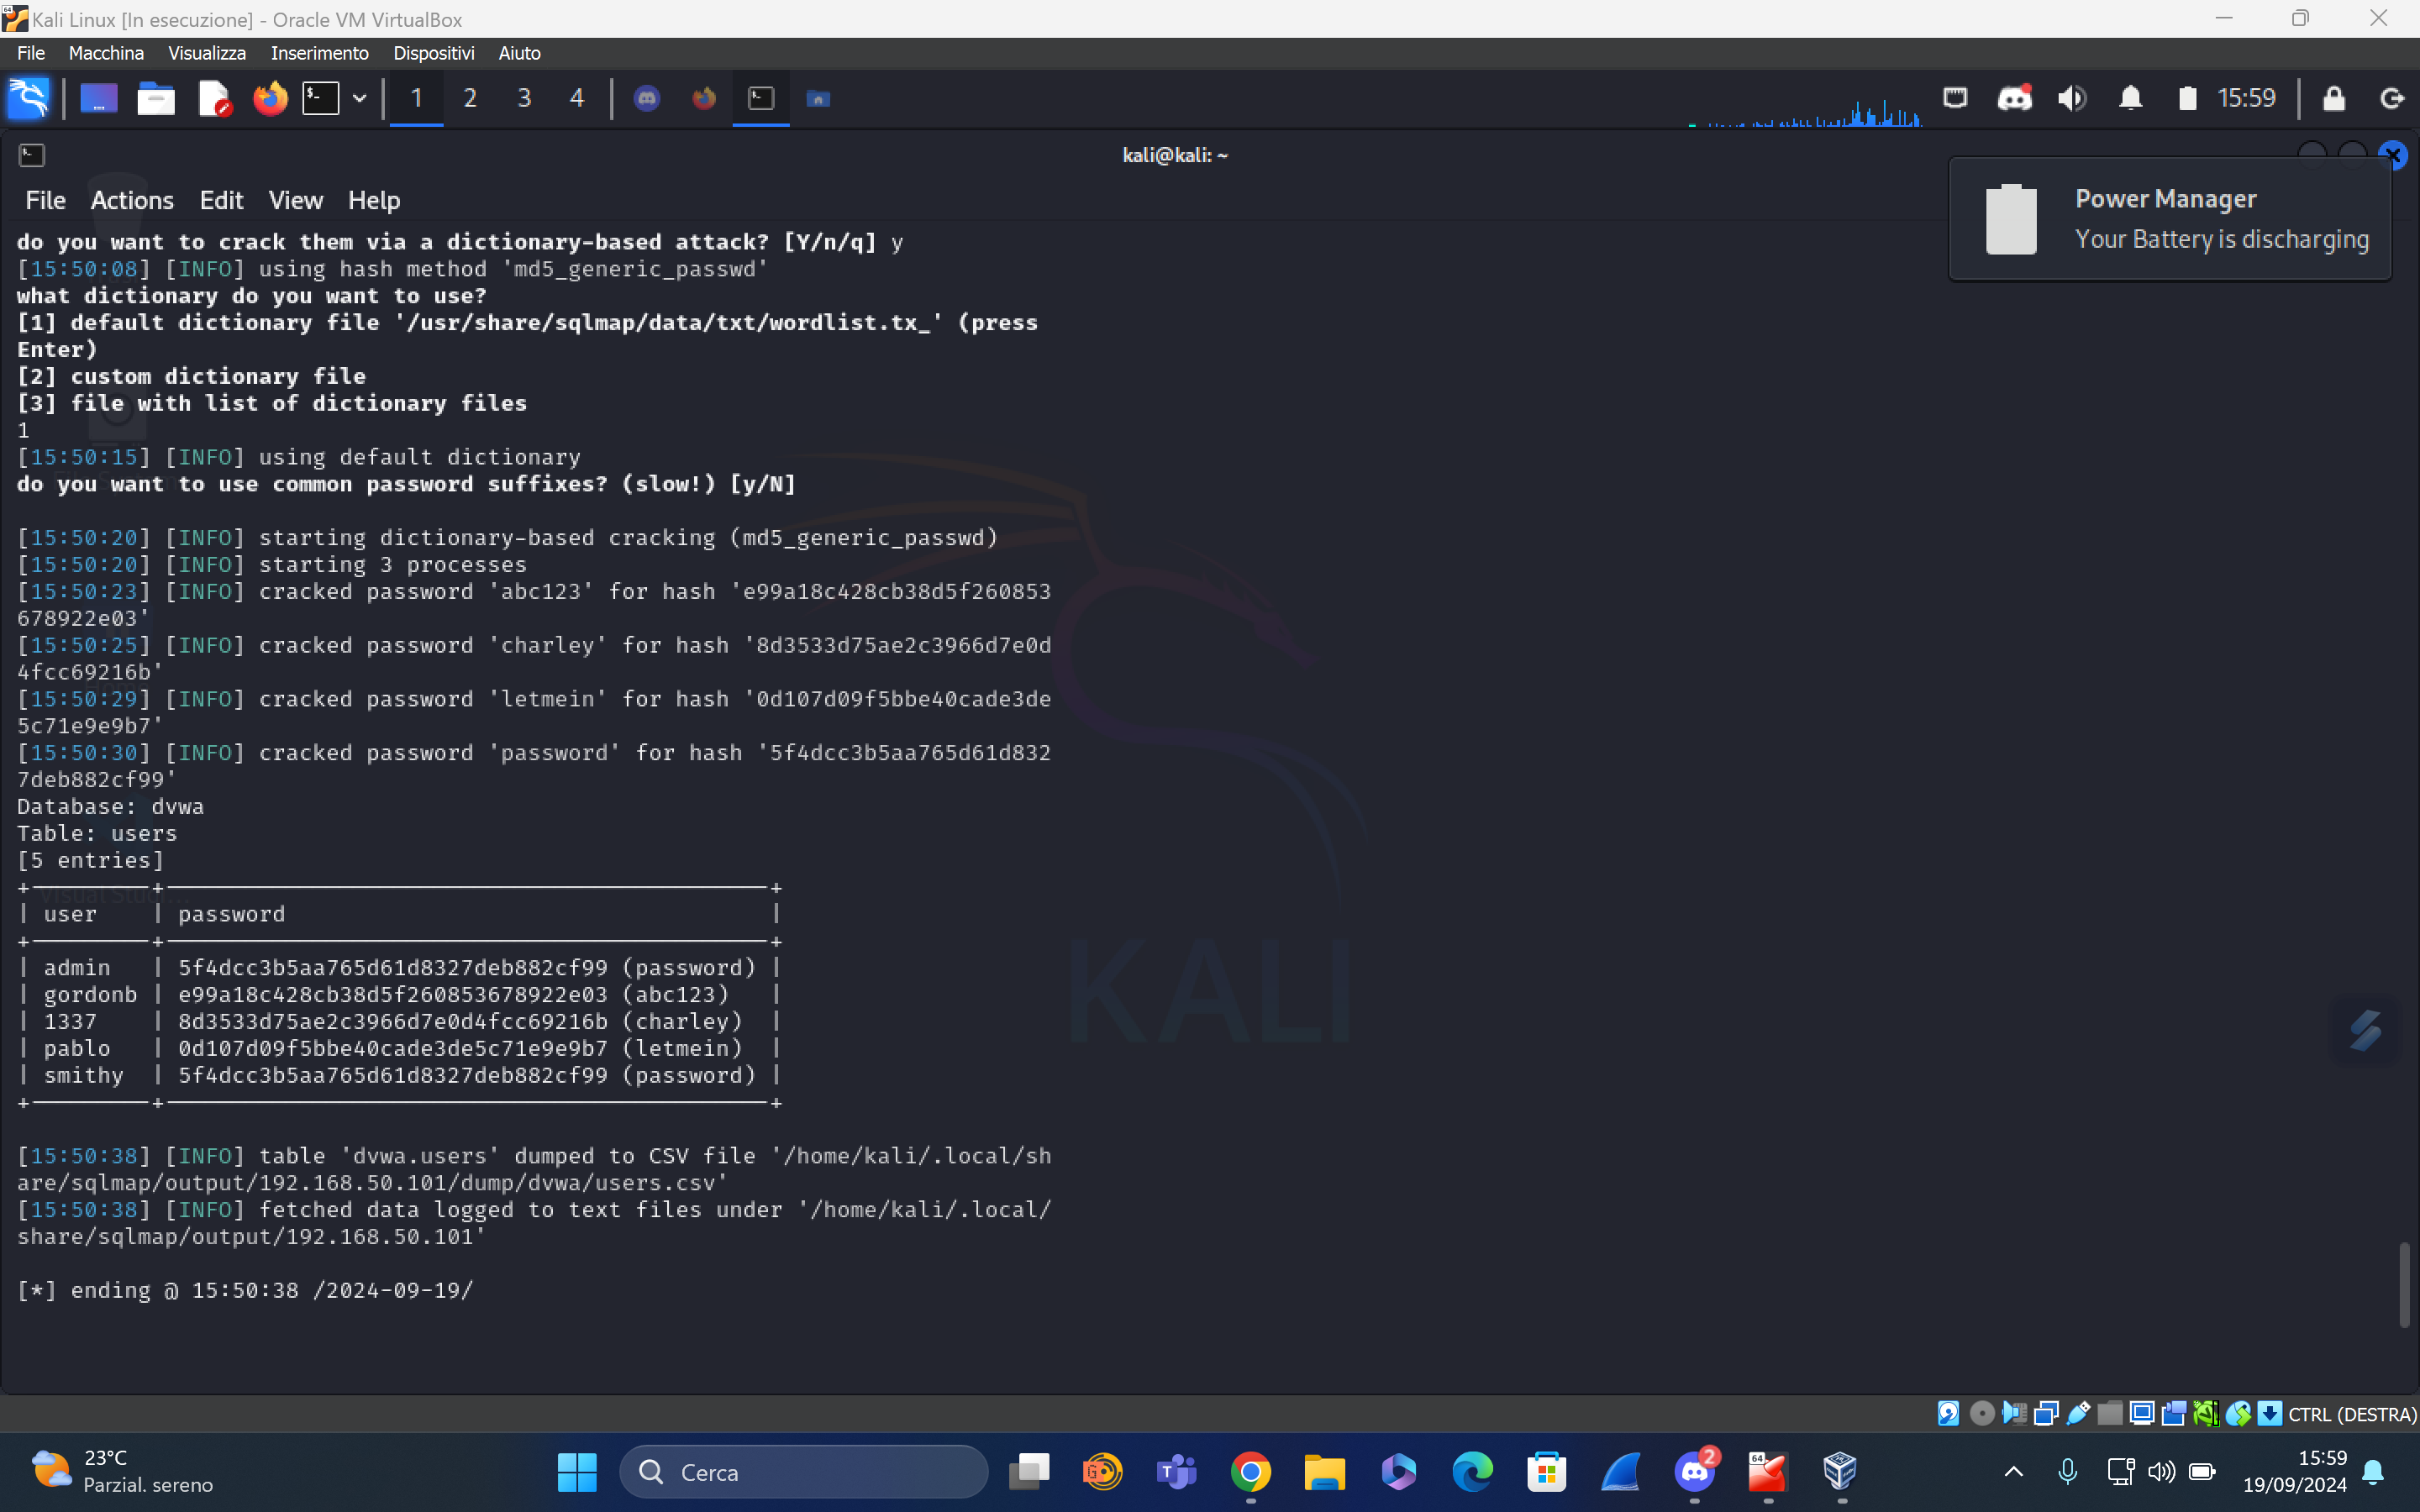 Kali Linux [In esecuzione] - Oracle VM VirtualBox
File Macchina Visualizza Inserimento Dispositivi Aiuto
1 2 3 4 15:59
kali@kali: ~
File Actions Edit View Help
Power Manager
Your Battery is discharging
do you want to crack them via a dictionary-based attack? [Y/n/q] y
[15:50:08] [INFO] using hash method 'md5_generic_passwd'
what dictionary do you want to use?
[1] default dictionary file '/usr/share/sqlmap/data/txt/wordlist.tx_' (press
Enter)
[2] custom dictionary file
[3] file with list of dictionary files
1
[15:50:15] [INFO] using default dictionary
do you want to use common password suffixes? (slow!) [y/N]
[15:50:20] [INFO] starting dictionary-based cracking (md5_generic_passwd)
[15:50:20] [INFO] starting 3 processes
[15:50:23] [INFO] cracked password 'abc123' for hash 'e99a18c428cb38d5f260853
678922e03'
[15:50:25] [INFO] cracked password 'charley' for hash '8d3533d75ae2c3966d7e0d
4fcc69216b'
[15:50:29] [INFO] cracked password 'letmein' for hash '0d107d09f5bbe40cade3de
5c71e9e9b7'
[15:50:30] [INFO] cracked password 'password' for hash '5f4dcc3b5aa765d61d832
7deb882cf99'
Database: dvwa
Table: users
[5 entries]
| user | password |
| admin | 5f4dcc3b5aa765d61d8327deb882cf99 (password) |
| gordonb | e99a18c428cb38d5f260853678922e03 (abc123) |
| 1337 | 8d3533d75ae2c3966d7e0d4fcc69216b (charley) |
| pablo | 0d107d09f5bbe40cade3de5c71e9e9b7 (letmein) |
| smithy | 5f4dcc3b5aa765d61d8327deb882cf99 (password) |
KALI
[15:50:38] [INFO] table 'dvwa.users' dumped to CSV file '/home/kali/.local/sh
are/sqlmap/output/192.168.50.101/dump/dvwa/users.csv'
[15:50:38] [INFO] fetched data logged to text files under '/home/kali/.local/
share/sqlmap/output/192.168.50.101'
[*] ending @ 15:50:38 /2024-09-19/
CTRL (DESTRA)
23°C
Parzial. sereno
Cerca
2
15:59
19/09/2024